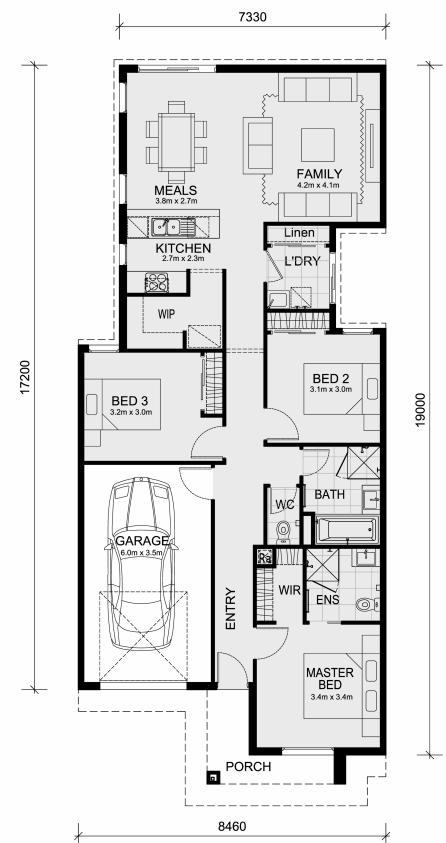 7330
FAMILY
4.2m x 4.1m
MEALS
3.8m x 2.7m
Linen
KITCHEN
2.7m x 2.3m
L'DRY
WIP
17200
19000
BED 2
3.1m x 3.0m
BED 3
3.2m x 3.0m
BATH
WC
GARAGE
6.0m x 3.5m
Ra
WIR
ENS
ENTRY
MASTER
BED
3.4m x 3.4m
PORCH
8460